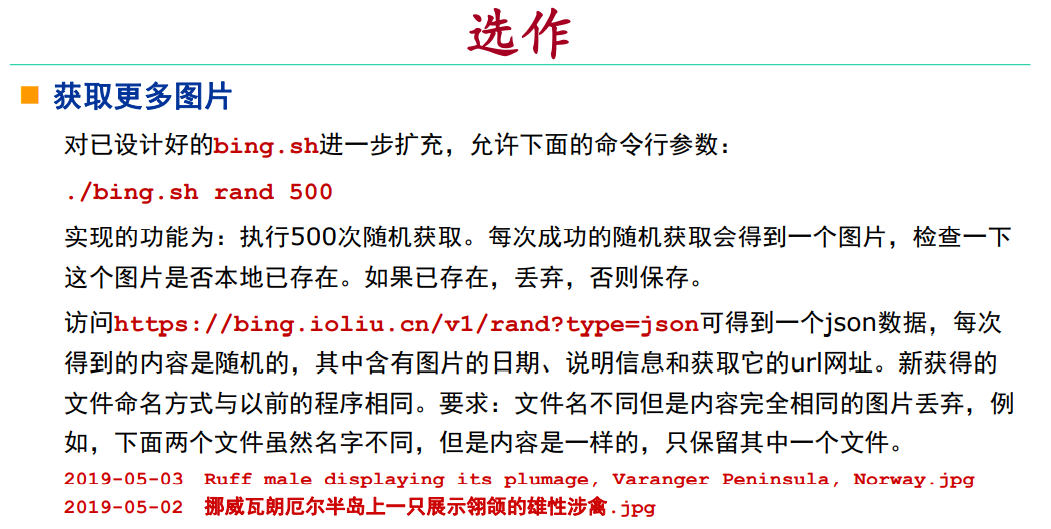 选作
获取更多图片
对已设计好的bing.sh进一步扩充，允许下面的命令行参数：
./bing.sh rand 500
实现的功能为：执行500次随机获取。每次成功的随机获取会得到一个图片，检查一下
这个图片是否本地已存在。如果已存在，丢弃，否则保存。
访问https://bing.ioliu.cn/v1/rand?type=json可得到一个json数据，每次
得到的内容是随机的，其中含有图片的日期、说明信息和获取它的url网址。新获得的
文件命名方式与以前的程序相同。要求：文件名不同但是内容完全相同的图片丢弃，例
如，下面两个文件虽然名字不同，但是内容是一样的，只保留其中一个文件。
2019-05-03 Ruff male displaying its plumage, Varanger Peninsula, Norway.jpg
2019-05-02 挪威瓦朗厄尔半岛上一只展示翎颌的雄性涉禽.jpg